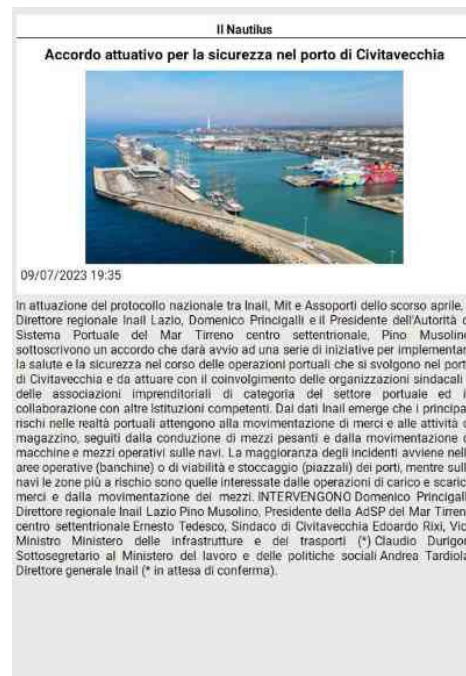 Il Nautilus
Accordo attuativo per la sicurezza nel porto di Civitavecchia
09/07/2023 19:35
In attuazione del protocollo nazionale tra Inail, Mit e Assoporti dello scorso aprile,
Direttore regionale Inail Lazio, Domenico Principalli e il Presidente dell'Autorità
Sistema Portuale del Mar Tirreno centro settentrionale, Pino Musolino
sottoscrivono un accordo che darà avvio ad una serie di iniziative per implementar
la salute e la sicurezza nel corso delle operazioni portuali che si svolgono nel port
di Civitavecchia e da attuare con il coinvolgimento delle organizzazioni sindacali
delle associazioni imprenditoriali di categoria del settore portuale ed i
collaborazione con altre Istituzioni competenti. Dai dati Inail emerge che i principa
rischi nelle realtà portuali attengono alla movimentazione di merci e alle attività
magazzino, seguiti dalla conduzione di mezzi pesanti e dalla movimentazione
macchine e mezzi operativi sulle navi. La maggioranza degli incidenti avviene nell
aree operative (banchine) o di viabilità e stoccaggio (piazzali) dei porti, mentre sull
navi le zone più a rischio sono quelle interessate dalle operazioni di carico e scaric
merci e dalla movimentazione dei mezzi. INTERVENGONO Domenico Principall
Direttore regionale Inail Lazio Pino Musolino, Presidente della AdSP del Mar Tirren
centro settentrionale Ernesto Tedesco, Sindaco di Civitavecchia Edoardo Rixi, Vic
Ministro Ministero delle infrastrutture e dei trasporti (*) Claudio Durigon
Sottosegretario al Ministero del lavoro e delle politiche sociali Andrea Tardiola
Direttore generale Inail (* in attesa di conferma).